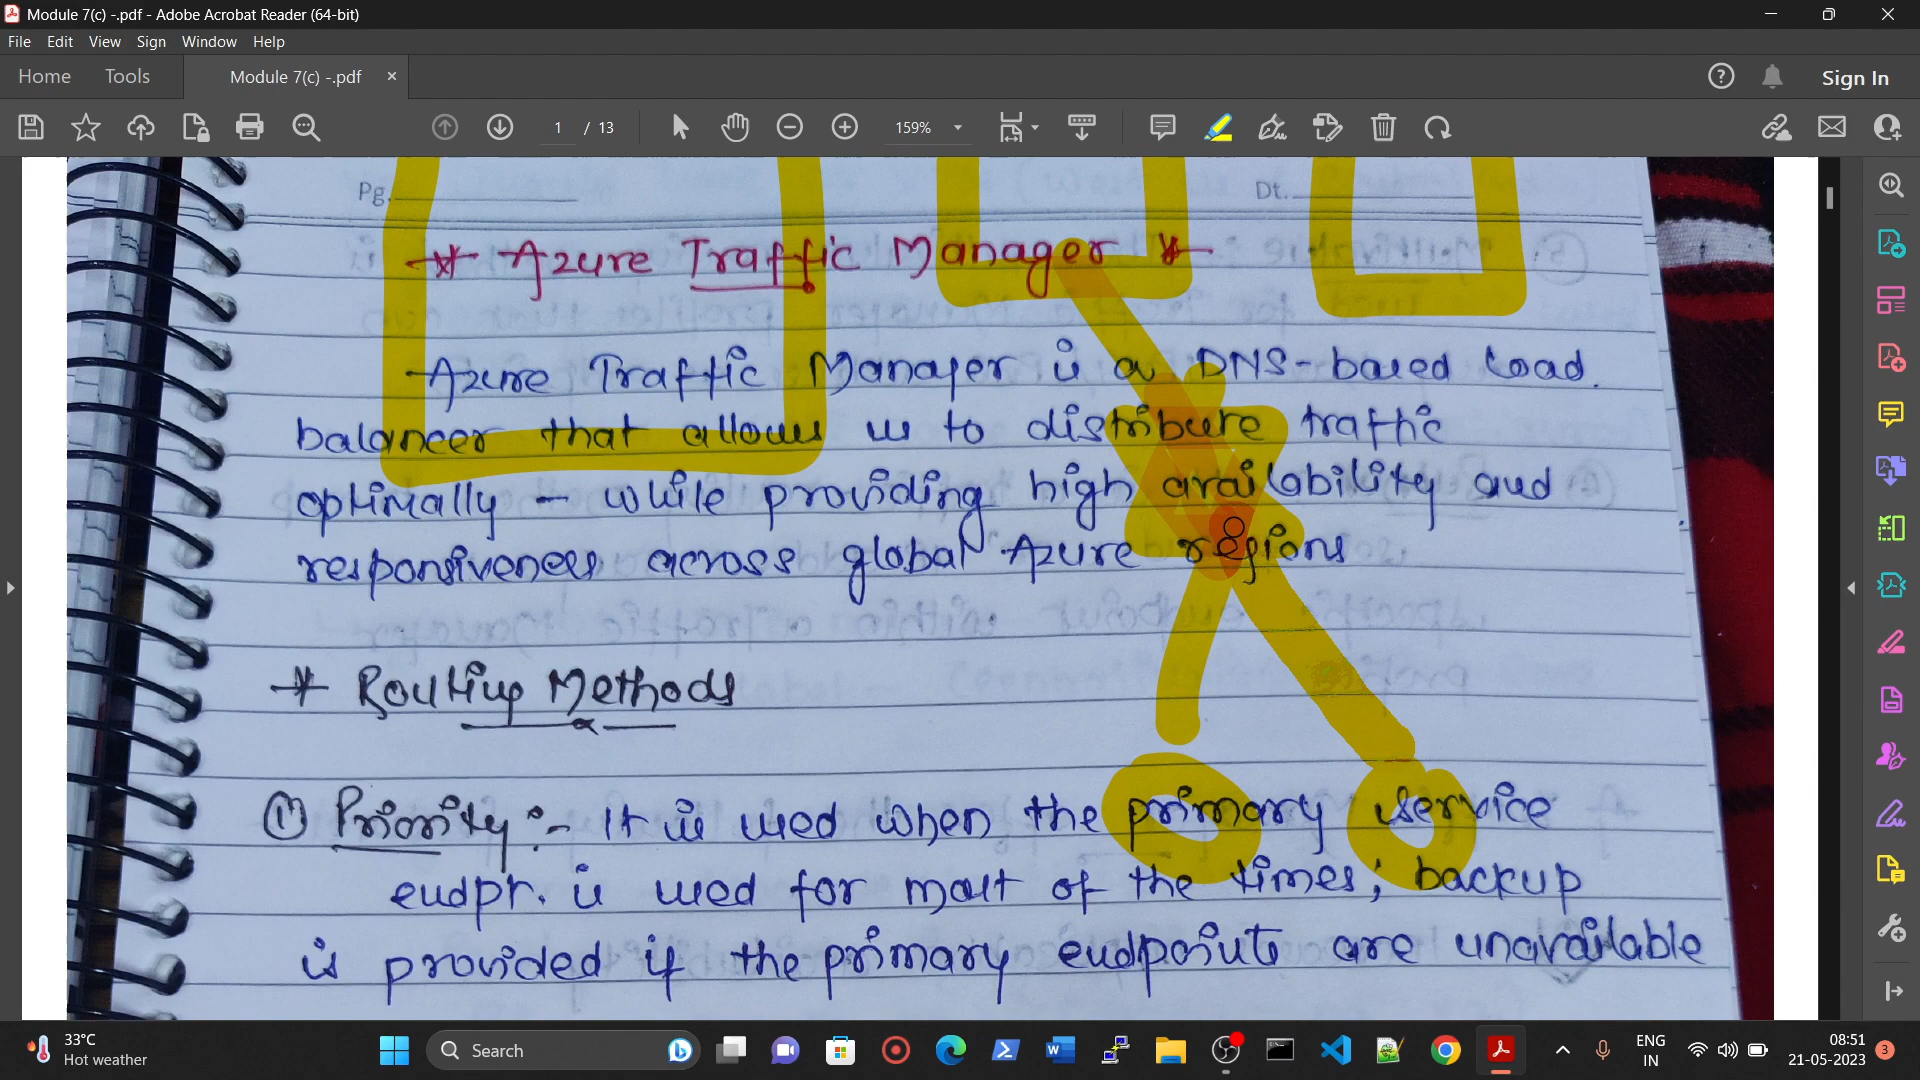 Module 7(c) -.pdf - Adobe Acrobat Reader (64-bit)
File Edit View Sign Window Help
Home Tools Module 7(c) -.pdf × Sign In
1 / 13 159%
Pg. Dt.
* Azure Traffic Manager *
Azure Traffic Manager is a DNS-based Load
balancer that allows us to distribute traffic
optimally - while providing high availability and
responsiveness across global Azure regions
* Routing Methods
① Priority :- It is used when the primary service
endpt. is used for most of the times; backup
is provided if the primary endpoints are unavailable
33°C
Hot weather
Search
ENG
IN
08:51
21-05-2023
3